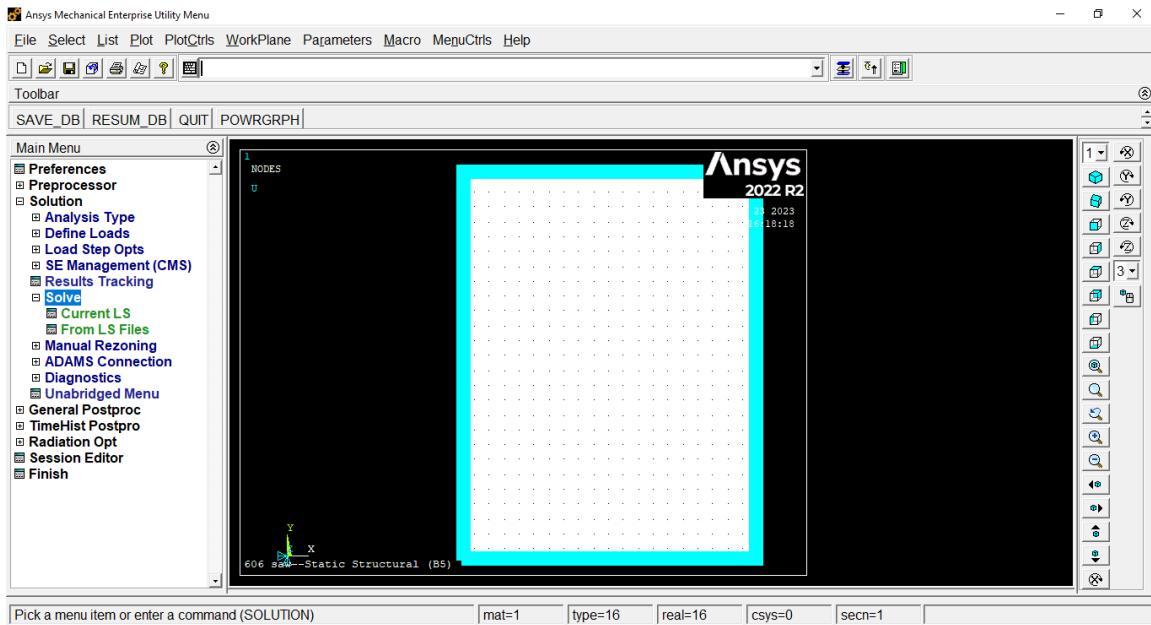 Ansys Mechanical Enterprise Utility Menu
File Select List Plot PlotCtrls WorkPlane Parameters Macro MenuCtrls Help
Toolbar
SAVE_DB RESUM_DB QUIT POWRGRPH
Main Menu
Preferences
Preprocessor
Solution
Analysis Type
Define Loads
Load Step Opts
SE Management (CMS)
Results Tracking
Solve
Current LS
From LS Files
Manual Rezoning
ADAMS Connection
Diagnostics
Unabridged Menu
General Postproc
TimeHist Postpro
Radiation Opt
Session Editor
Finish
1
NODES
U
Ansys
2022 R2
23 2023
16:18:18
Y
X
606 saw--Static Structural (B5)
1
X
Y
Z
Z
3
Pick a menu item or enter a command (SOLUTION) mat=1 type=16 real=16 csys=0 secn=1